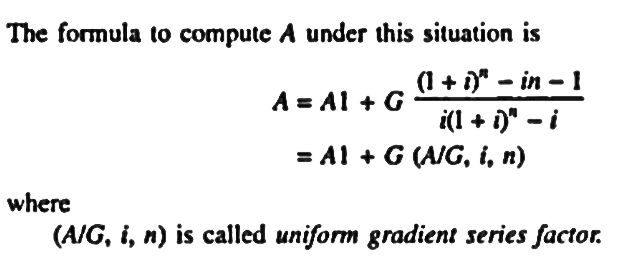 The formula to compute A under this situation is
A = A1 + G \frac{(1 + i)^n - in - 1}{i(1 + i)^n - i}
= A1 + G (A/G, i, n)
where
(A/G, i, n) is called uniform gradient series factor.